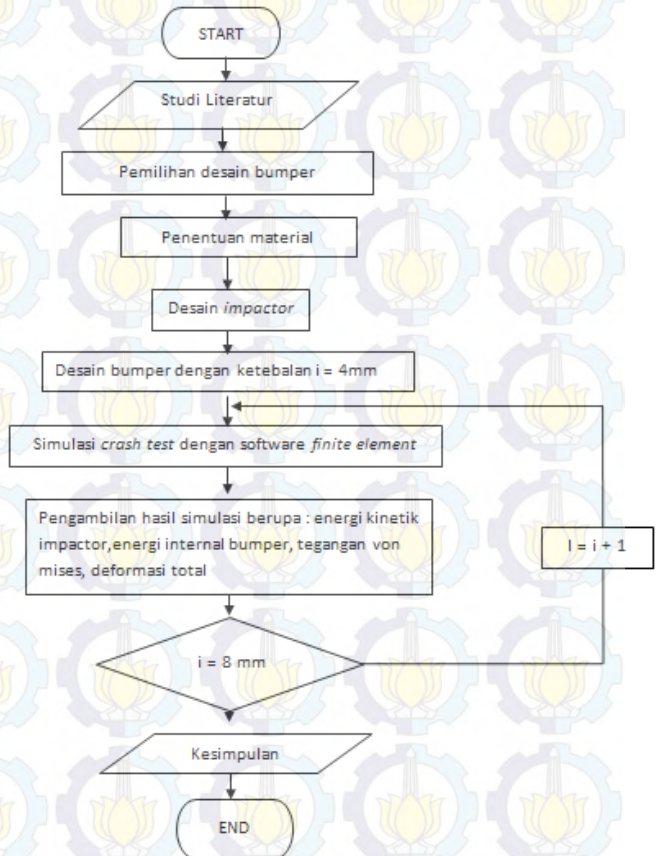 START
Studi Literatur
Pemilihan desain bumper
Penentuan material
Desain impactor
Desain bumper dengan ketebalan i = 4mm
Simulasi crash test dengan software finite element
Pengambilan hasil simulasi berupa : energi kinetik
impactor,energi internal bumper, tegangan von
mises, deformasi total
I = i + 1
i = 8 mm
Kesimpulan
END